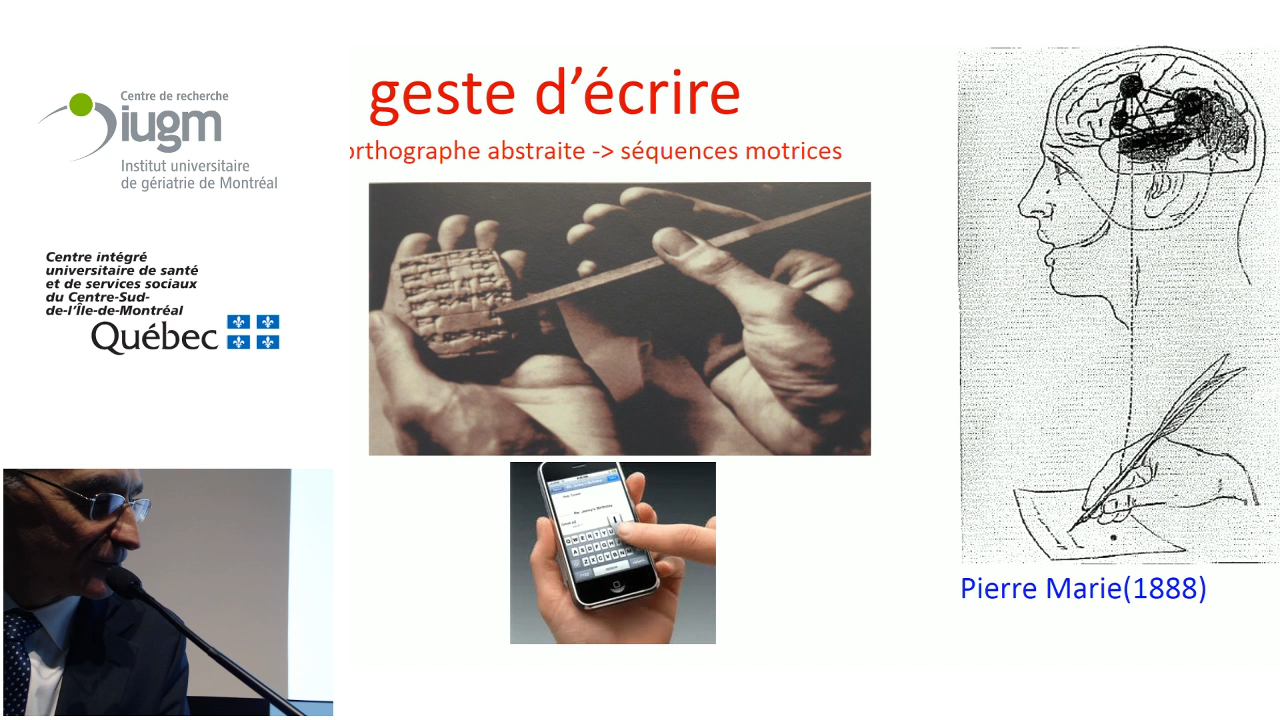 Centre de recherche
iugm
Institut universitaire
de gériatrie de Montréal
Centre intégré
universitaire de santé
et de services sociaux
du Centre-Sud-
de-l'Île-de-Montréal
Québec
geste d'écrire
orthographe abstraite -> séquences motrices
Pierre Marie(1888)